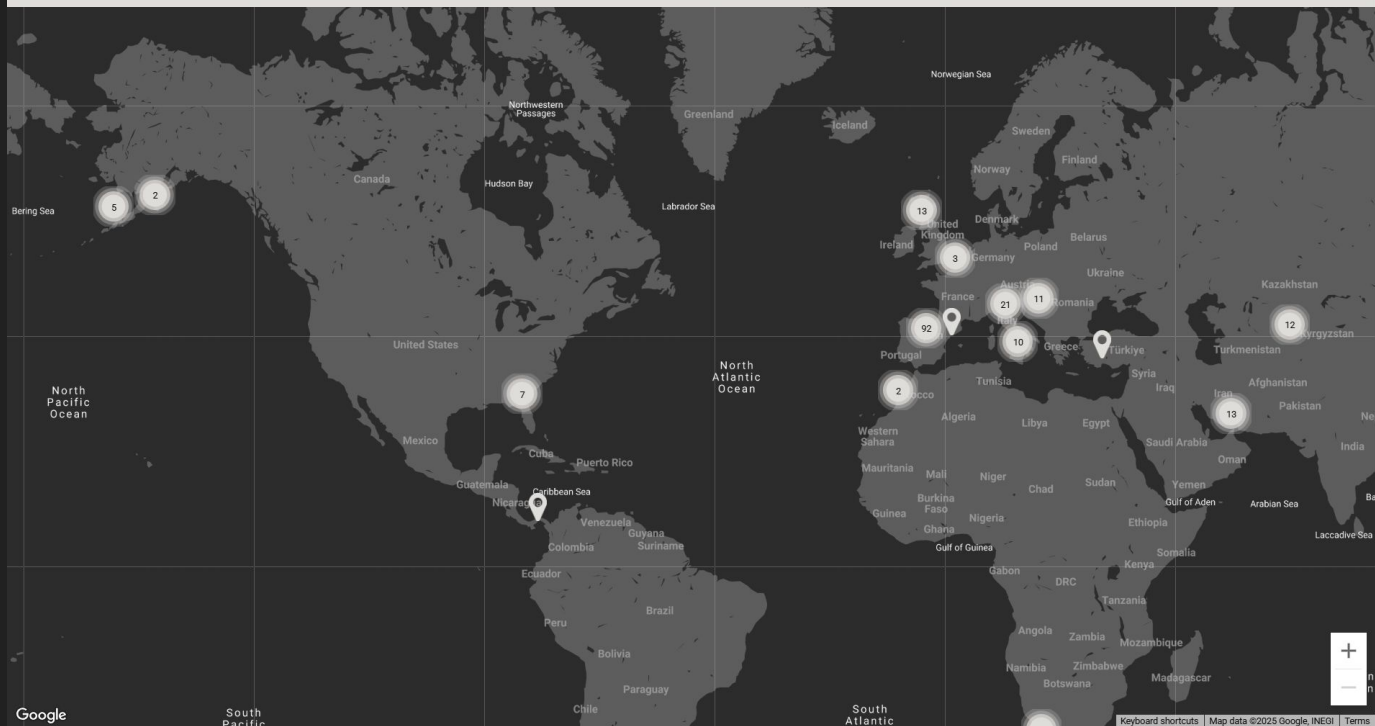 Norwegian Sea
Northwestern
Passages
Greenland
Iceland
Sweden
Finland
Norway
Canada
Hudson Bay
Labrador Sea
Bering Sea
5
2
13
United
Kingdom
Denmark
Ireland
Poland
Belarus
3
Germany
Ukraine
Kazakhstan
France
21
11
Romania
92
12
Kyrgyzstan
10
Greece
Türkiye
Turkmenistan
United States
Portugal
North
Atlantic
Ocean
North
Pacific
Ocean
7
2
Tunisia
Syria
Iraq
Iran
Afghanistan
Pakistan
13
Algeria
Libya
Egypt
Western
Sahara
Saudi Arabia
India
Oman
Mexico
Cuba
Puerto Rico
Guatemala
Caribbean Sea
Mauritania
Mali
Niger
Chad
Sudan
Yemen
Gulf of Aden
Arabian Sea
Venezuela
Guyana
Suriname
Colombia
Guinea
Burkina
Faso
Ghana
Nigeria
Ethiopia
Laccadive Sea
Gulf of Guinea
Somalia
Ecuador
Gabon
Kenya
DRC
Tanzania
Brazil
Peru
Angola
Zambia
Mozambique
Bolivia
Namibia
Zimbabwe
Botswana
Madagascar
Paraguay
Chile
South
Pacific
South
Atlantic
Google
Keyboard shortcuts Map data ©2025 Google, INEGI Terms